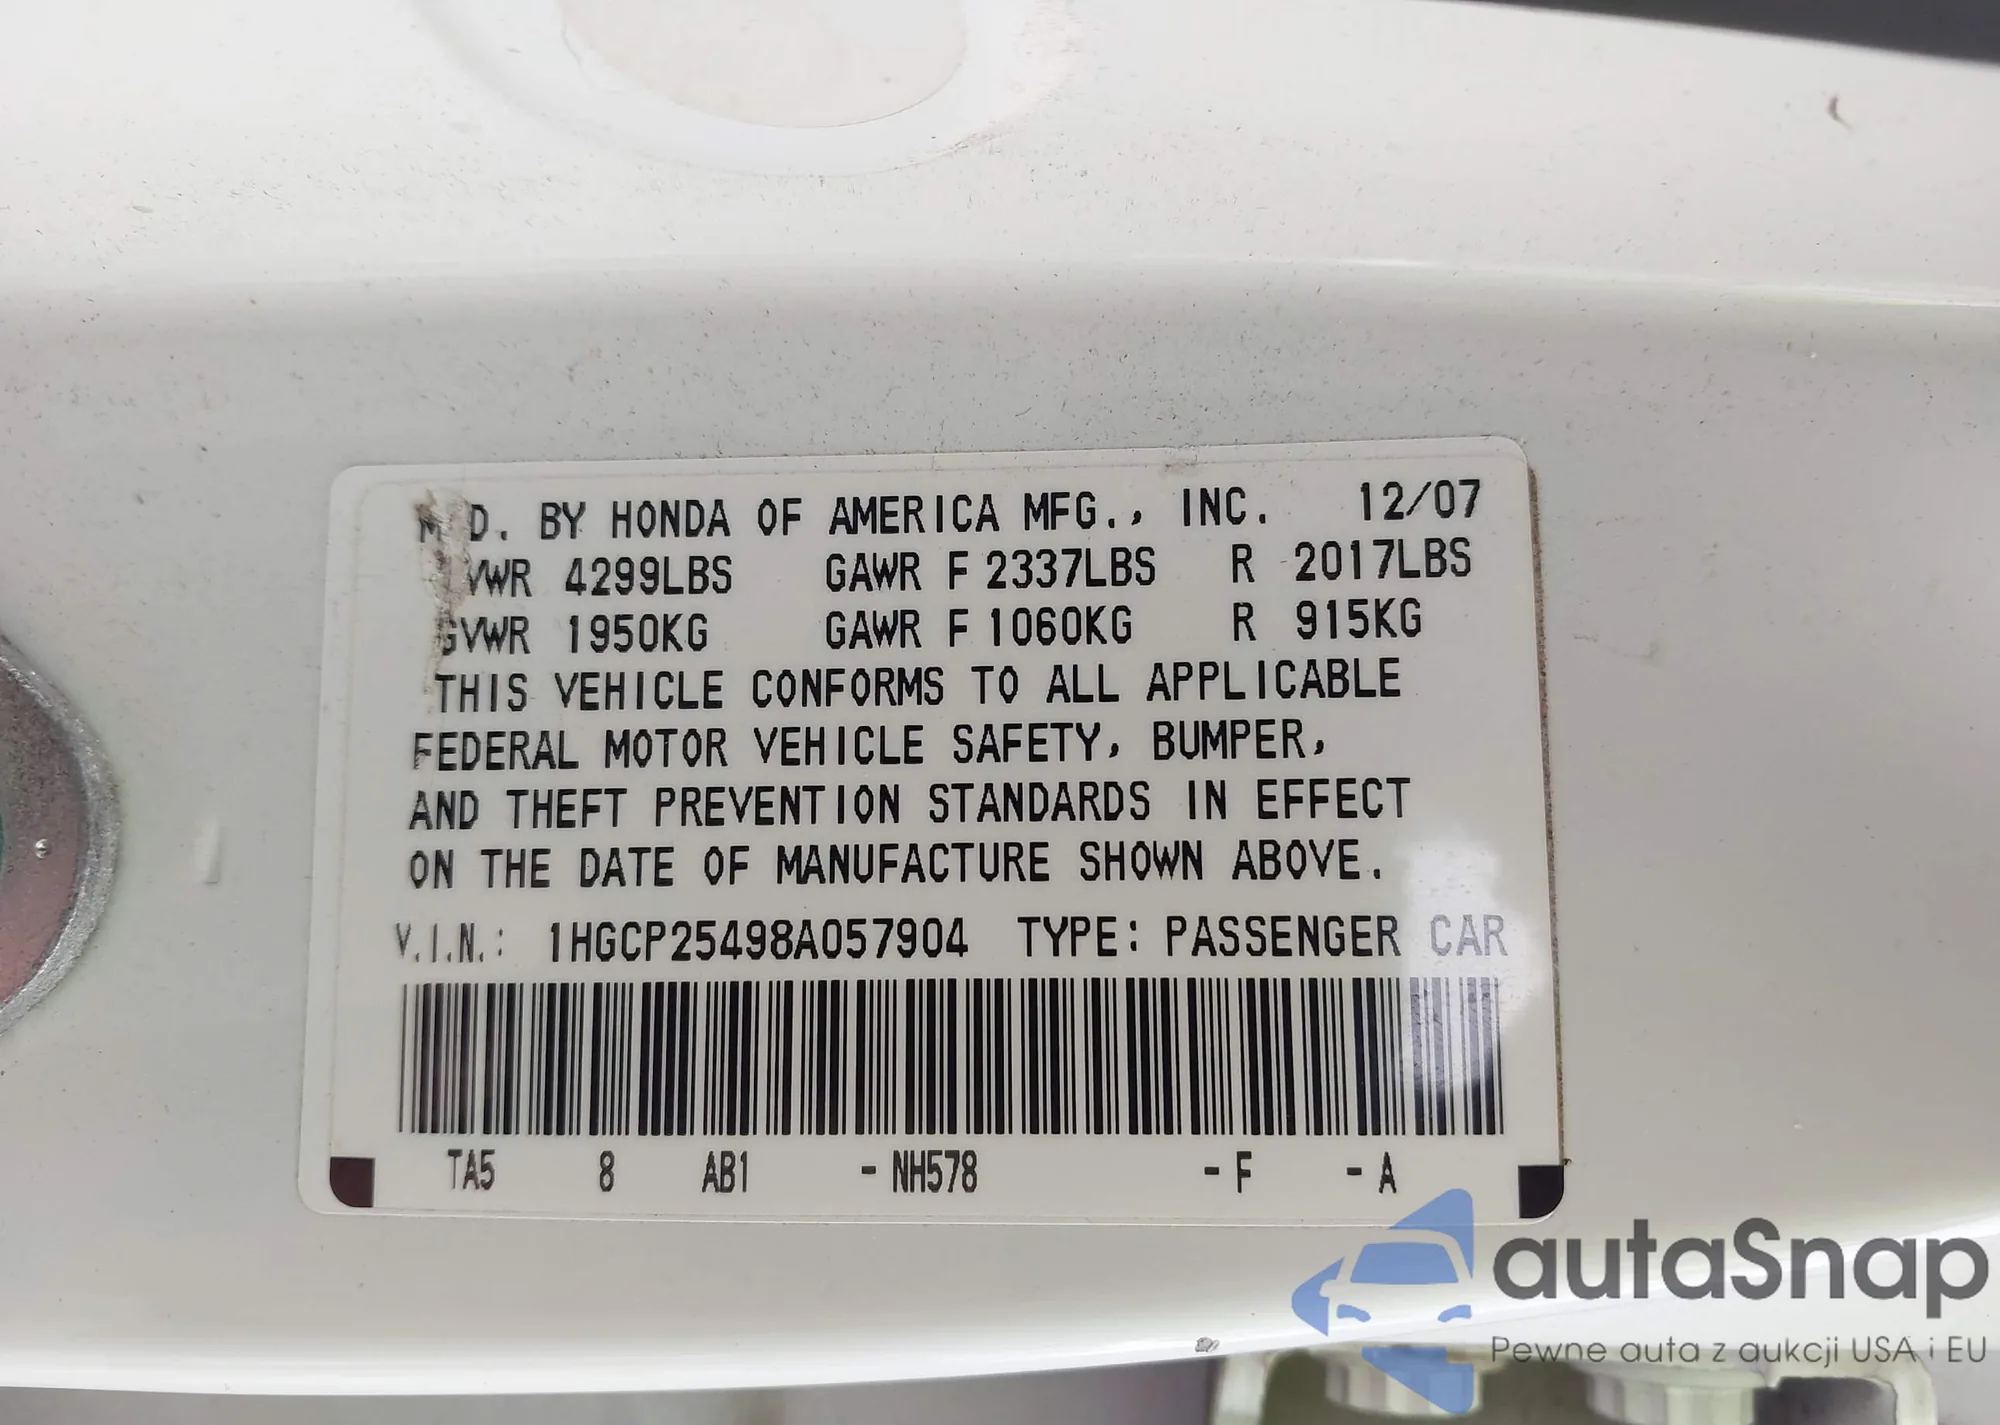 MFD. BY HONDA OF AMERICA MFG., INC. 12/07
GVWR 4299LBS GAWR F 2337LBS R 2017LBS
GVWR 1950KG GAWR F 1060KG R 915KG
THIS VEHICLE CONFORMS TO ALL APPLICABLE
FEDERAL MOTOR VEHICLE SAFETY, BUMPER,
AND THEFT PREVENTION STANDARDS IN EFFECT
ON THE DATE OF MANUFACTURE SHOWN ABOVE.
V.I.N.: 1HGCP25498A057904 TYPE: PASSENGER CAR
TA5 8 AB1 -NH578 -F -A
autaSnap
Pewne auta z aukcji USA i EU